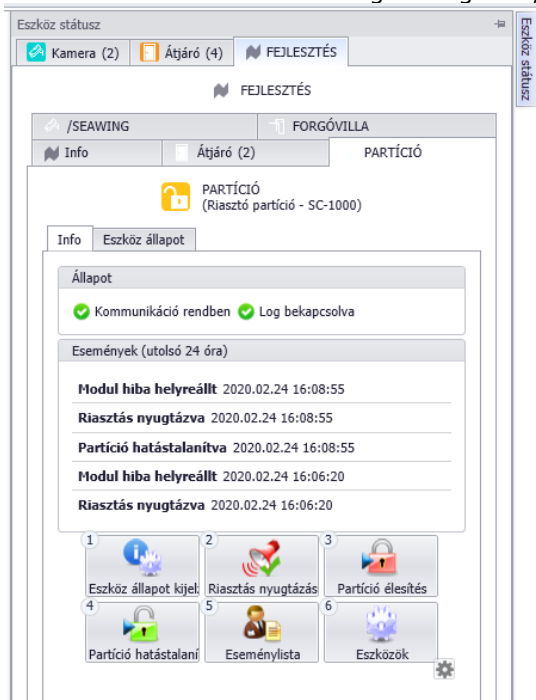 Eszköz státusz
Eszköz státusz
Kamera (2) Átjáró (4) FEJLESZTÉS
FEJLESZTÉS
/SEAWING FORGÓVILLA
Info Átjáró (2) PARTÍCIÓ
PARTÍCIÓ
(Riasztó partíció - SC-1000)
Info Eszköz állapot
Állapot
Kommunikáció rendben Log bekapcsolva
Események (utolsó 24 óra)
Modul hiba helyreállt 2020.02.24 16:08:55
Riasztás nyugtázva 2020.02.24 16:08:55
Partíció hatástalanítva 2020.02.24 16:08:55
Modul hiba helyreállt 2020.02.24 16:06:20
Riasztás nyugtázva 2020.02.24 16:06:20
1 2 3
Eszköz állapot kijel Riasztás nyugtázás Partíció élesítés
4 5 6
Partíció hatástalaní Eseménylista Eszközök